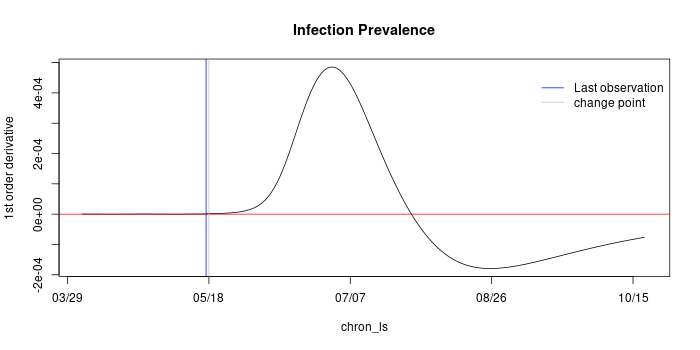 Infection Prevalence
1st order derivative
4e-04
2e-04
0e+00
-2e-04
Last observation
change point
03/29 05/18 07/07 08/26 10/15
chron_ls